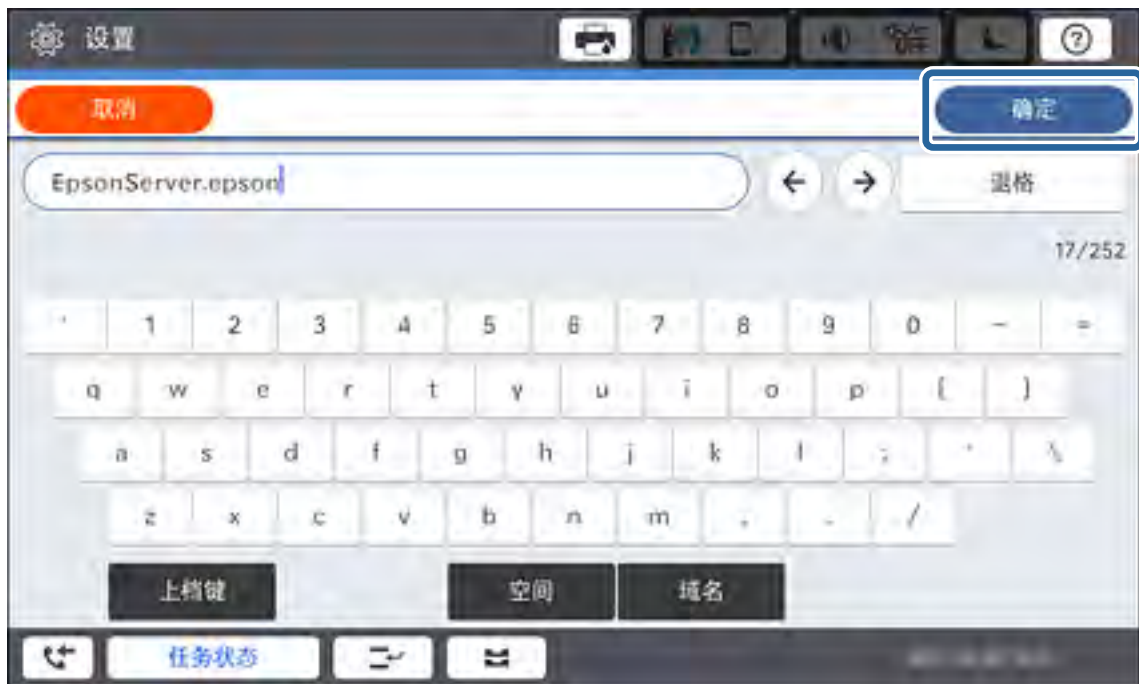 设置
取消 确定
EpsonServer.epson 退格
17/252
1 2 3 4 5 6 7 8 9 0 - =
q w e r t y u i o p [ ]
a s d f g h j k l ; ' \
z x c v b n m , . /
上档键 空间 域名
任务状态